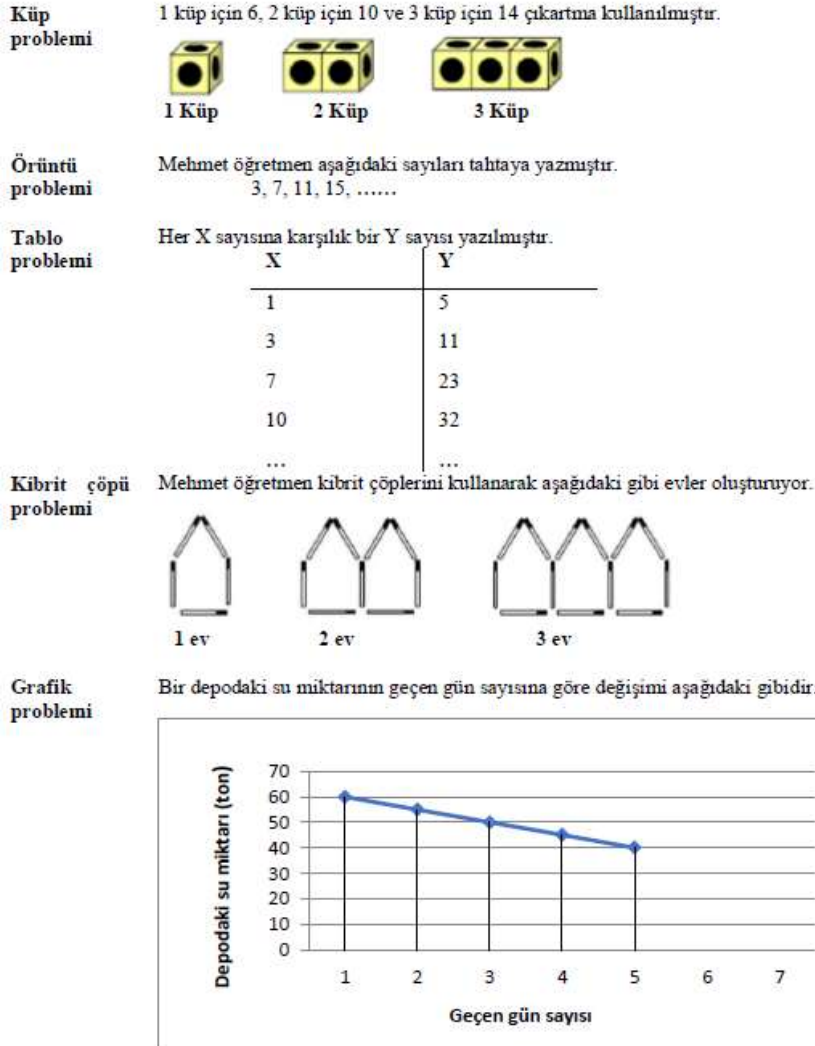 Küp problemi
1 küp için 6, 2 küp için 10 ve 3 küp için 14 çıkartma kullanılmıştır.
1 Küp 2 Küp 3 Küp
Örüntü problemi
Mehmet öğretmen aşağıdaki sayıları tahtaya yazmıştır.
3, 7, 11, 15, ……
Tablo problemi
Her X sayısına karşılık bir Y sayısı yazılmıştır.
X Y
1 5
3 11
7 23
10 32
… …
Kibrit çöpü problemi
Mehmet öğretmen kibrit çöplerini kullanarak aşağıdaki gibi evler oluşturuyor.
1 ev 2 ev 3 ev
Grafik problemi
Bir depodaki su miktarının geçen gün sayısına göre değişimi aşağıdaki gibidir.
Depodaki su miktarı (ton)
70
60
50
40
30
20
10
0
1 2 3 4 5 6 7
Geçen gün sayısı